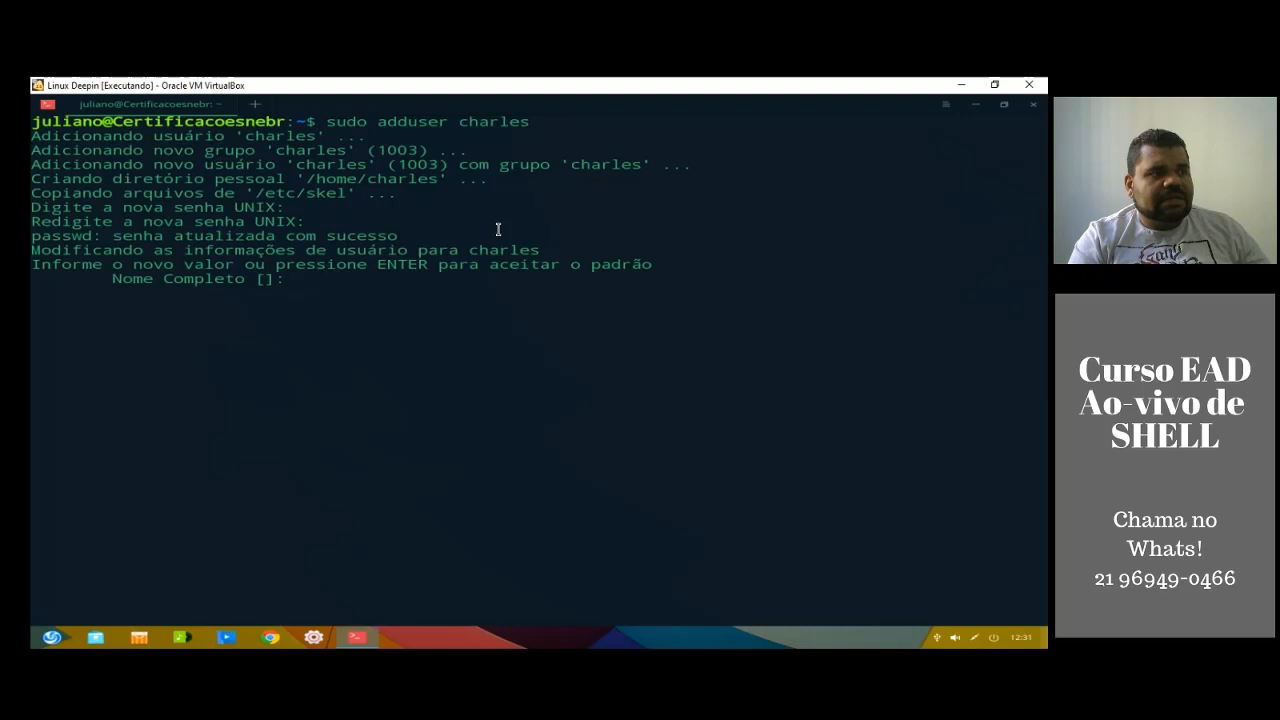 Linux Deepin [Executando] - Oracle VM VirtualBox
juliano@Certificacoesnebr: ~
juliano@Certificacoesnebr:~$ sudo adduser charles
Adicionando usuário 'charles' ...
Adicionando novo grupo 'charles' (1003) ...
Adicionando novo usuário 'charles' (1003) com grupo 'charles' ...
Criando diretório pessoal '/home/charles' ...
Copiando arquivos de '/etc/skel' ...
Digite a nova senha UNIX:
Redigite a nova senha UNIX:
passwd: senha atualizada com sucesso
Modificando as informações de usuário para charles
Informe o novo valor ou pressione ENTER para aceitar o padrão
Nome Completo []:
12:31
Curso EAD
Ao-vivo de
SHELL
Chama no
Whats!
21 96949-0466